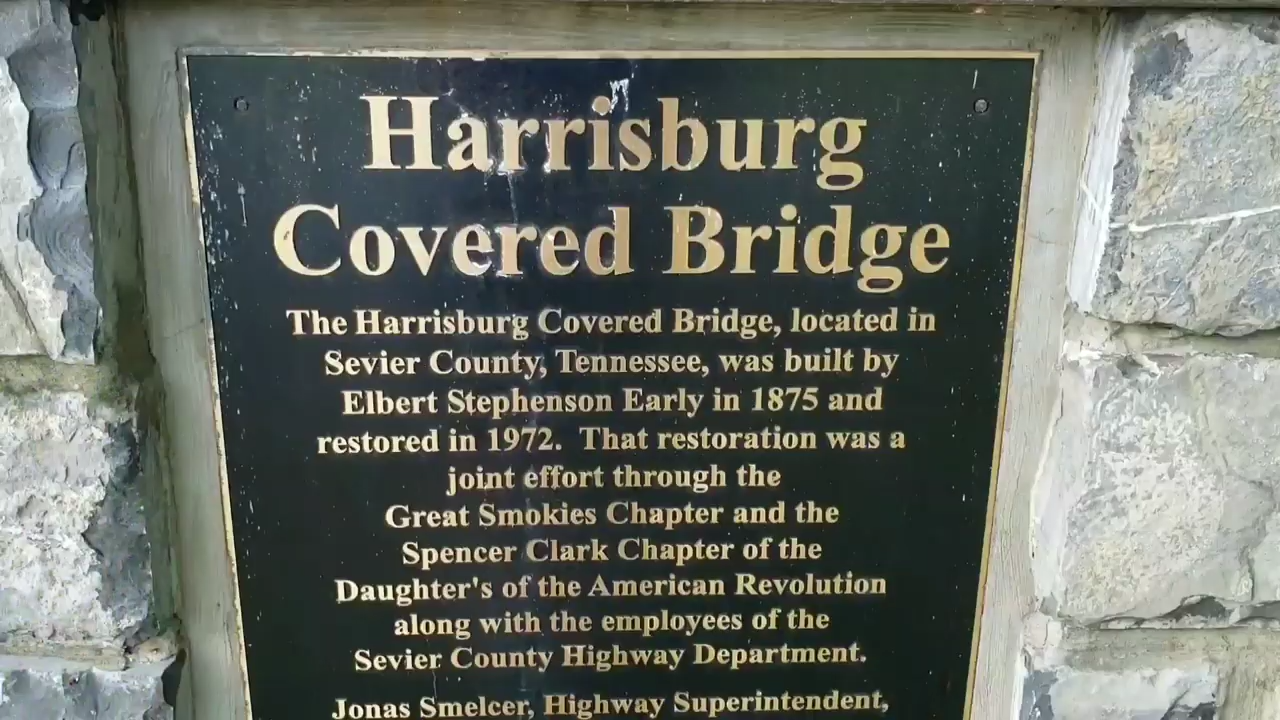 Harrisburg
Covered Bridge
The Harrisburg Covered Bridge, located in
Sevier County, Tennessee, was built by
Elbert Stephenson Early in 1875 and
restored in 1972.  That restoration was a
joint effort through the
Great Smokies Chapter and the
Spencer Clark Chapter of the
Daughter's of the American Revolution
along with the employees of the
Sevier County Highway Department.
Jonas Smelcer, Highway Superintendent,